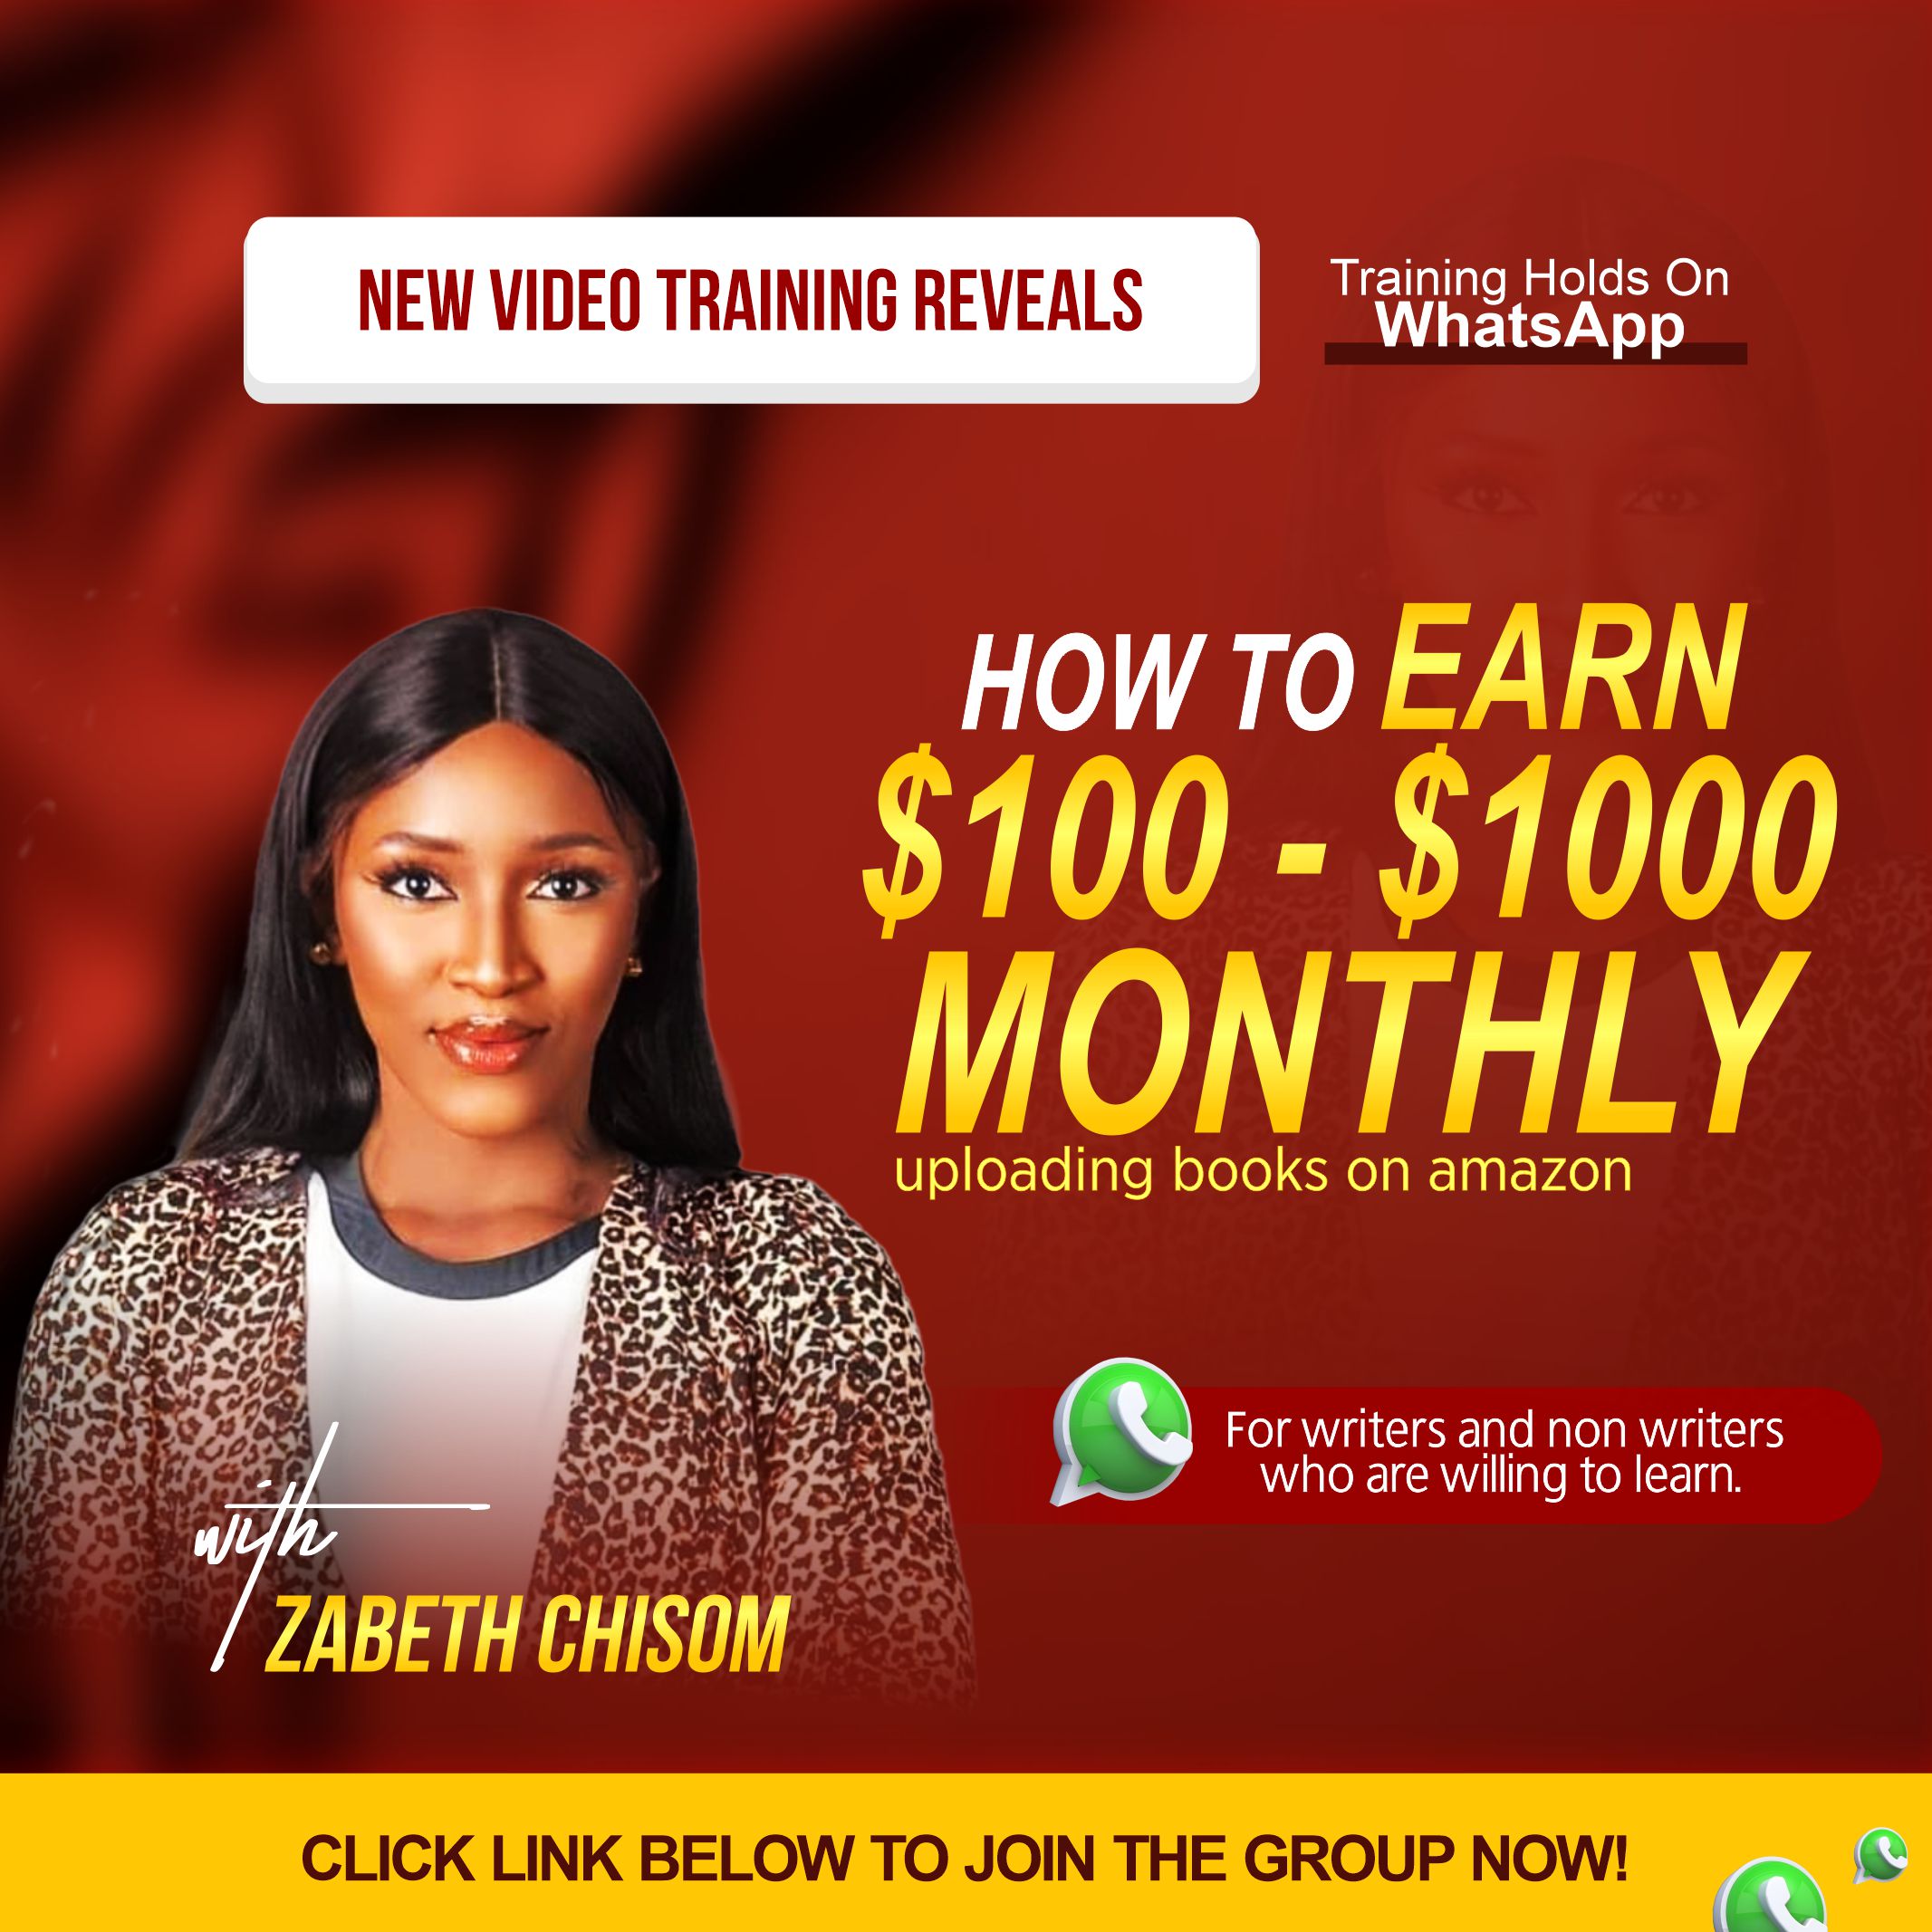 NEW VIDEO TRAINING REVEALS
Training Holds On
WhatsApp
HOW TO EARN
$100 - $1000
MONTHLY
uploading books on amazon
For writers and non writers
who are willing to learn.
with
ZABETH CHISOM
CLICK LINK BELOW TO JOIN THE GROUP NOW!